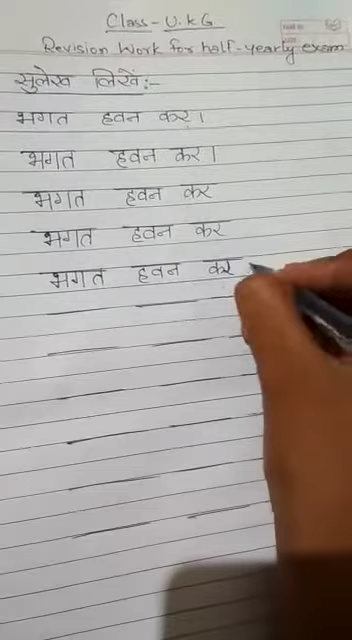 Class - U.K.G
Revision Work for half-yearly exam
सुलेख लिखें:-
भगत हवन कर।
भगत हवन कर।
भगत हवन कर
भगत हवन कर
भगत हवन कर